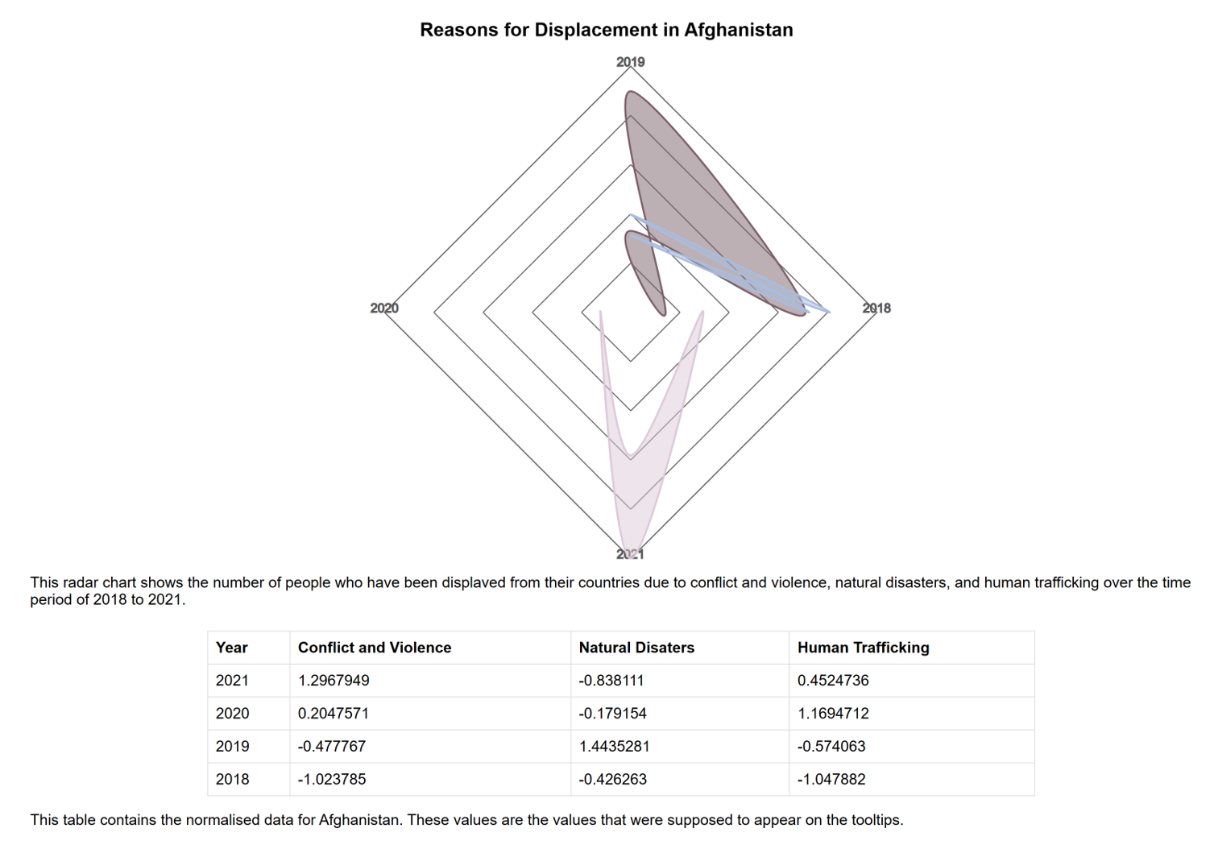 Reasons for Displacement in Afghanistan
2019
2020
2018
2021
This radar chart shows the number of people who have been displaved from their countries due to conflict and violence, natural disasters, and human trafficking over the time
period of 2018 to 2021.
Year Conflict and Violence Natural Disaters Human Trafficking
2021 1.2967949 -0.838111 0.4524736
2020 0.2047571 -0.179154 1.1694712
2019 -0.477767 1.4435281 -0.574063
2018 -1.023785 -0.426263 -1.047882
This table contains the normalised data for Afghanistan. These values are the values that were supposed to appear on the tooltips.